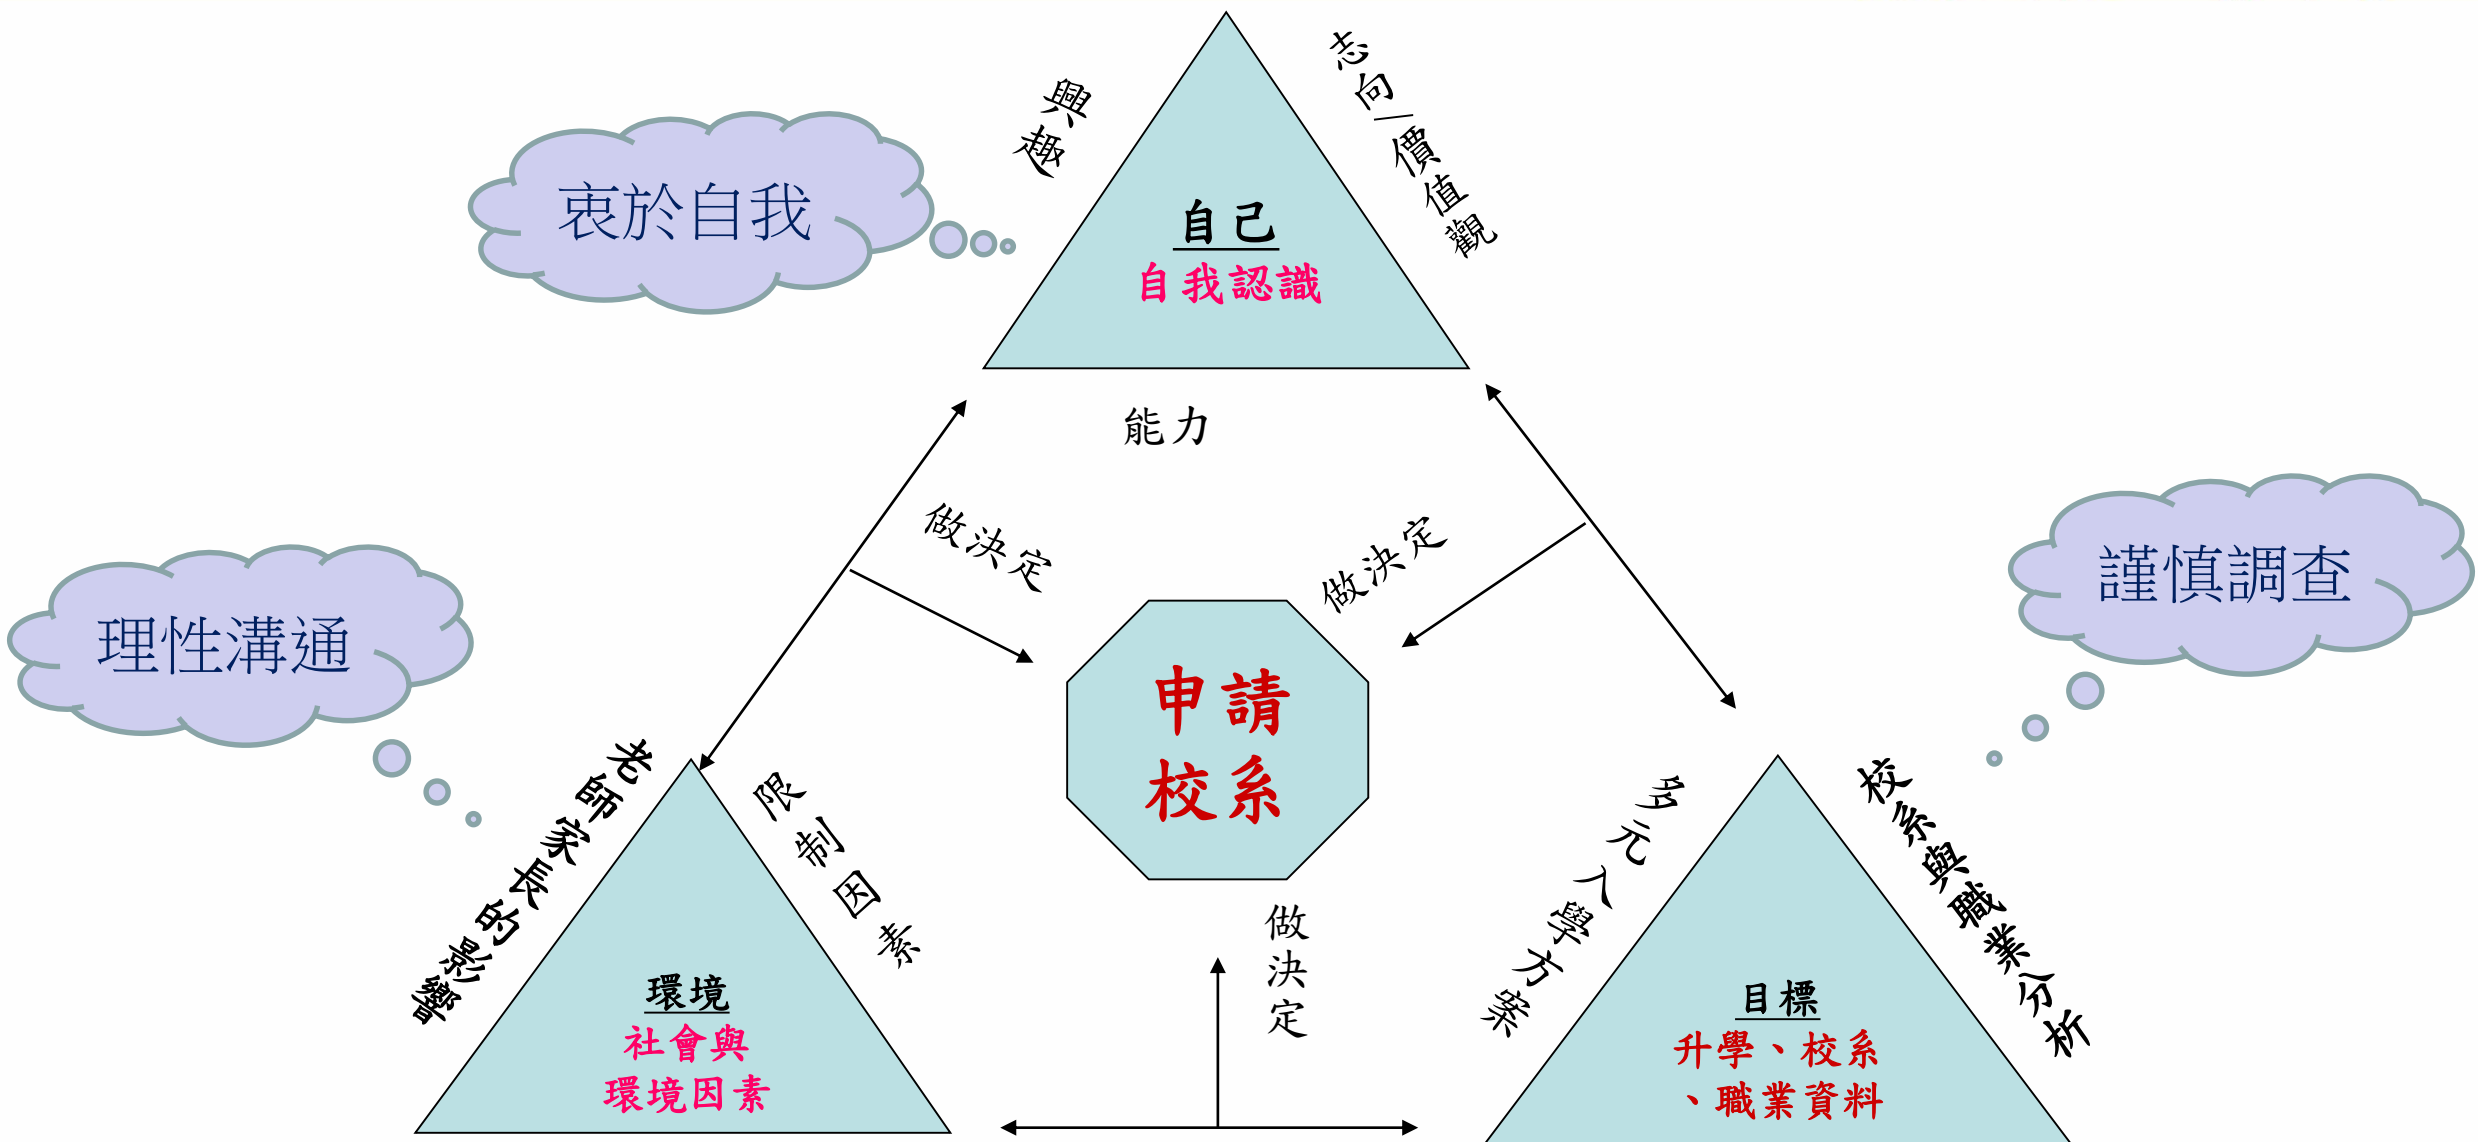 興趣
志向/價值觀
衷於自我
自己
自我認識
能力
做決定
做決定
謹慎調查
理性溝通
申請
校系
老師家長的影響
限制因素
多元入學方案
校系與職業分析
做決定
環境
社會與
環境因素
目標
升學、校系
、職業資料